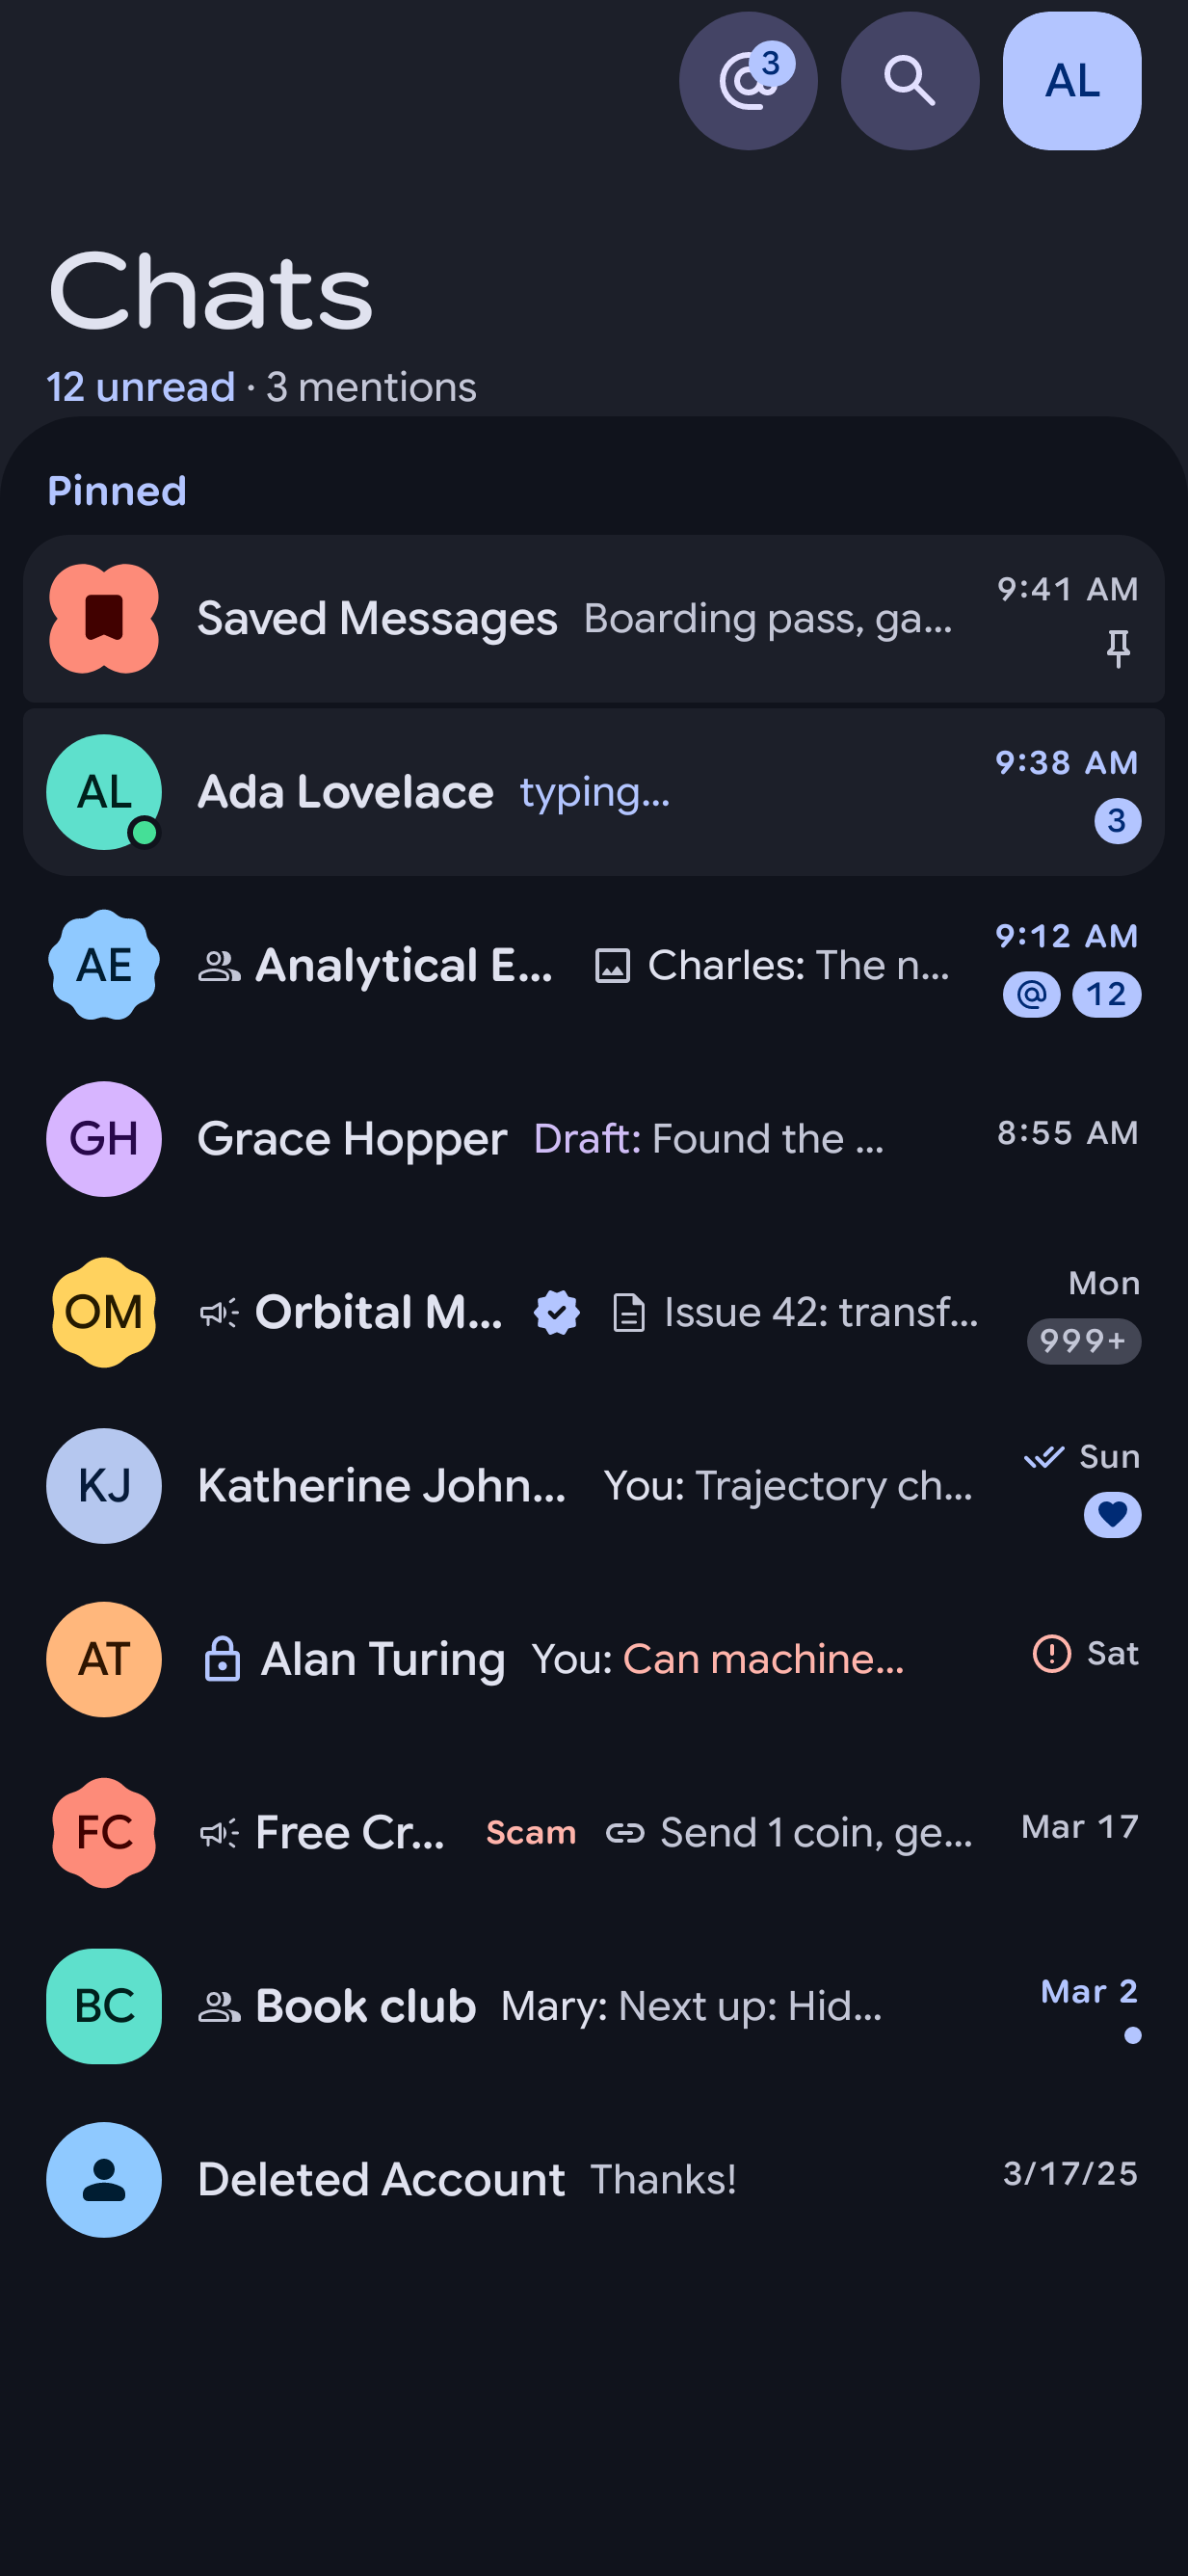 3
AL
Chats
12 unread · 3 mentions
Pinned
Saved Messages Boarding pass, ga... 9:41 AM
AL Ada Lovelace typing... 9:38 AM
3
AE Analytical E... Charles: The n... 9:12 AM
@ 12
GH Grace Hopper Draft: Found the ... 8:55 AM
OM Orbital M... Issue 42: transf... Mon
999+
KJ Katherine John... You: Trajectory ch... Sun
AT Alan Turing You: Can machine... Sat
FC Free Cr... Scam Send 1 coin, ge... Mar 17
BC Book club Mary: Next up: Hid... Mar 2
Deleted Account Thanks! 3/17/25